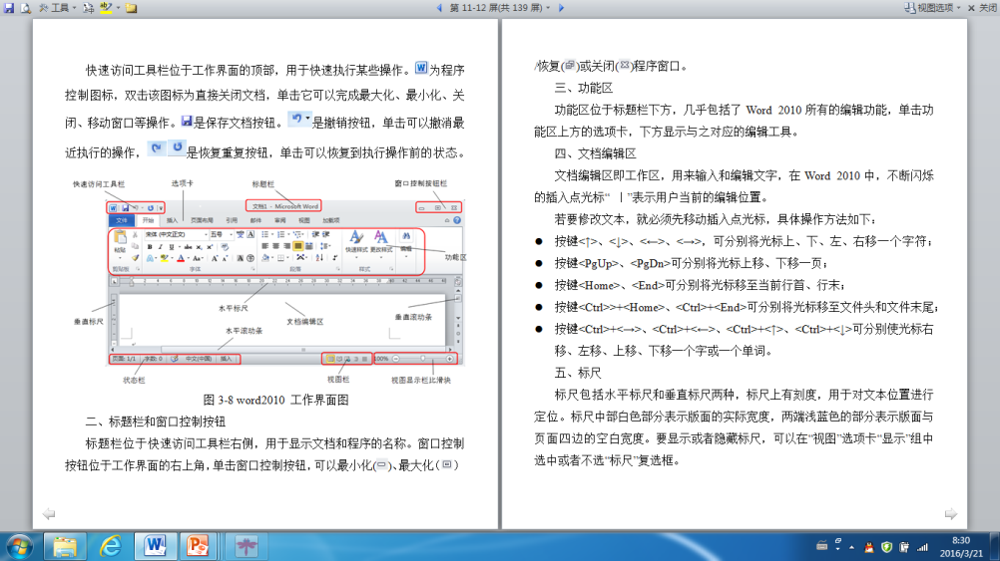 工具
第 11-12 屏(共 139 屏)
视图选项
关闭
快速访问工具栏位于工作界面的顶部，用于快速执行某些操作。为程序
控制图标，双击该图标为直接关闭文档，单击它可以完成最大化、最小化、关
闭、移动窗口等操作。是保存文档按钮。是撤销按钮，单击可以撤消最
近执行的操作，是恢复重复按钮，单击可以恢复到执行操作前的状态。
快速访问工具栏 选项卡 标题栏 窗口控制按钮栏
文档1 - Microsoft Word
文件 开始 插入 页面布局 引用 邮件 审阅 视图 加载项
宋体 (中文正文) 五号
粘贴 快速样式 更改样式 编辑
剪贴板 字体 段落 样式
功能区
水平标尺
垂直标尺 水平滚动条 文档编辑区 垂直滚动条
页面: 1/1 字数: 0 中文(中国) 插入 100%
状态栏 视图栏 视图显示栏比滑块
图 3-8 word2010 工作界面图
二、标题栏和窗口控制按钮
标题栏位于快速访问工具栏右侧，用于显示文档和程序的名称。窗口控制
按钮位于工作界面的右上角,单击窗口控制按钮,可以最小化()、最大化()
/恢复()或关闭()程序窗口。
三、功能区
功能区位于标题栏下方，几乎包括了 Word 2010 所有的编辑功能，单击功
能区上方的选项卡，下方显示与之对应的编辑工具。
四、文档编辑区
文档编辑区即工作区，用来输入和编辑文字，在 Word 2010 中，不断闪烁
的插入点光标“ 丨”表示用户当前的编辑位置。
若要修改文本，就必须先移动插入点光标，具体操作方法如下：
● 按键<↑>、<↓>、<←>、<→>，可分别将光标上、下、左、右移一个字符；
● 按键<PgUp>、<PgDn>可分别将光标上移、下移一页；
● 按键<Home>、<End>可分别将光标移至当前行首、行末；
● 按键<Ctrl>>+<Home>、<Ctrl>+<End>可分别将光标移至文件头和文件末尾；
● 按键<Ctrl>+<→>、<Ctrl>+<←>、<Ctrl>+<↑>、<Ctrl>+<↓>可分别使光标右
移、左移、上移、下移一个字或一个单词。
五、标尺
标尺包括水平标尺和垂直标尺两种，标尺上有刻度，用于对文本位置进行
定位。标尺中部白色部分表示版面的实际宽度，两端浅蓝色的部分表示版面与
页面四边的空白宽度。要显示或者隐藏标尺，可以在“视图”选项卡“显示”组中
选中或者不选“标尺”复选框。
8:30
2016/3/21